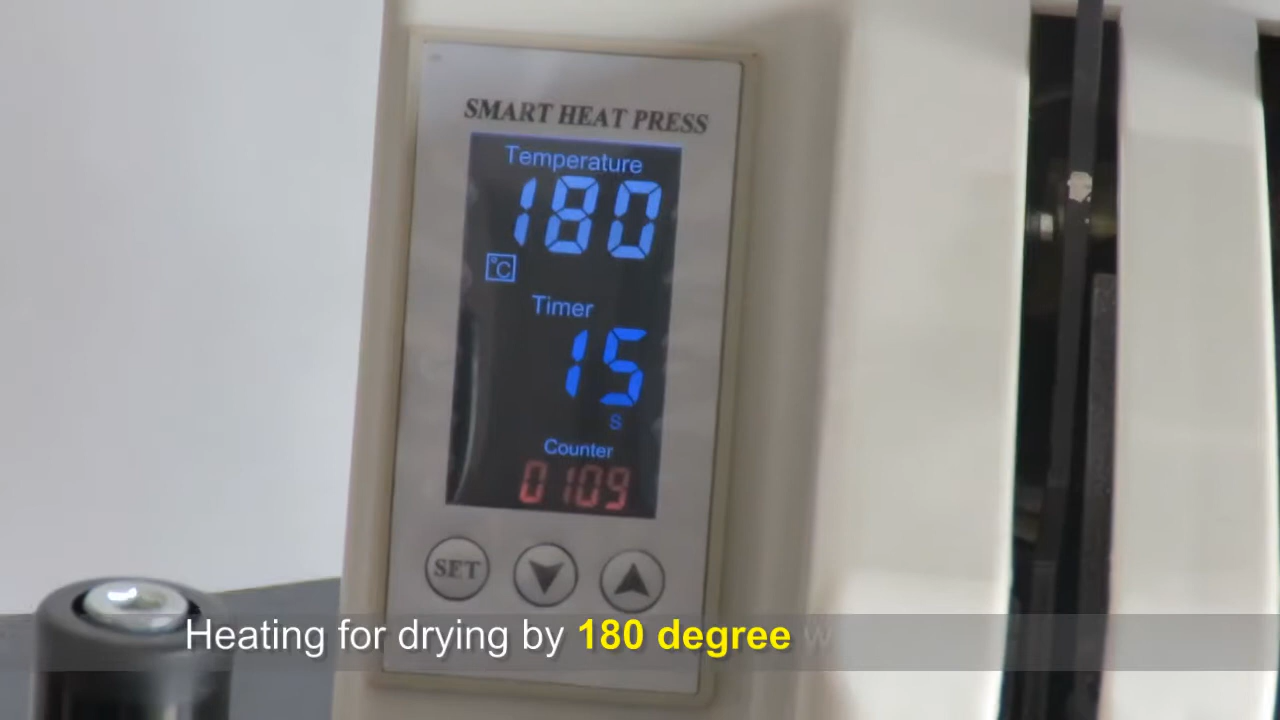 SMART HEAT PRESS
Temperature
180
°C
Timer
15
S
Counter
0109
SET
Heating for drying by 180 degree w